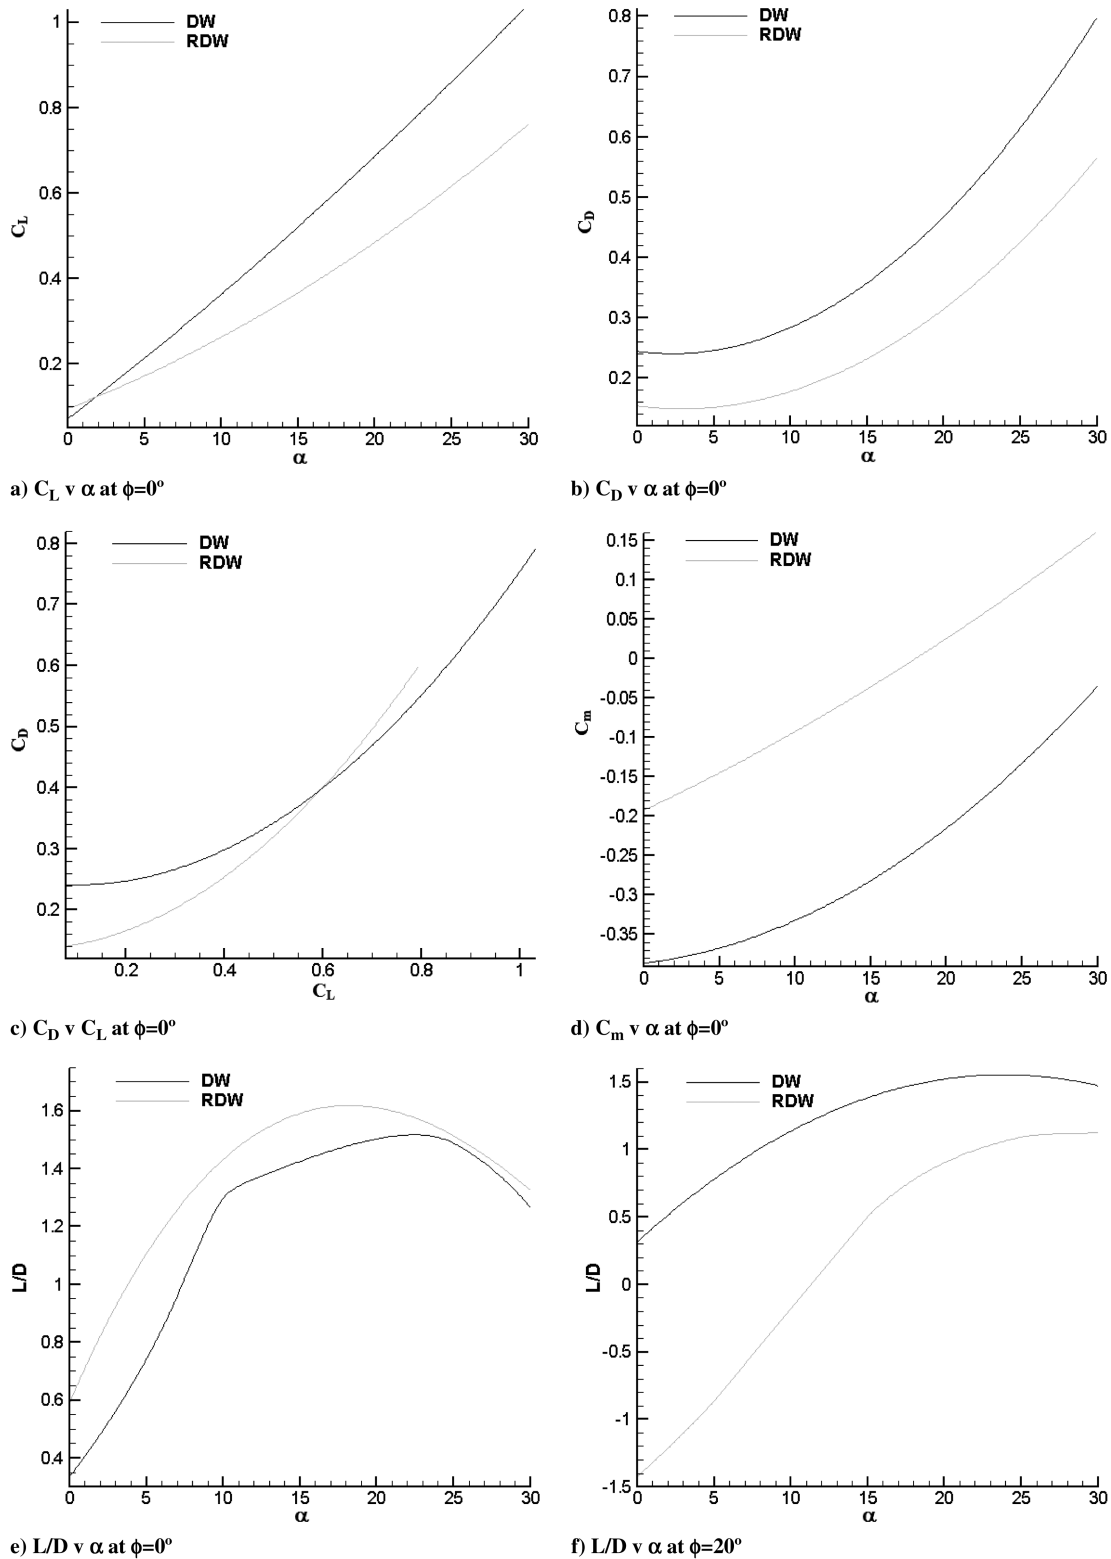 DW
RDW
1
0.8
0.6
0.4
0.2
C_L
0 5 10 15 20 25 30
α
a) C_L v α at ϕ=0º
DW
RDW
0.8
0.7
0.6
0.5
0.4
0.3
0.2
C_D
0 5 10 15 20 25 30
α
b) C_D v α at ϕ=0º
DW
RDW
0.8
0.7
0.6
0.5
0.4
0.3
0.2
C_D
0.2 0.4 0.6 0.8 1
C_L
c) C_D v C_L at ϕ=0º
DW
RDW
0.15
0.1
0.05
0
-0.05
-0.1
-0.15
-0.2
-0.25
-0.3
-0.35
C_m
0 5 10 15 20 25 30
α
d) C_m v α at ϕ=0º
DW
RDW
1.6
1.4
1.2
1
0.8
0.6
0.4
L/D
0 5 10 15 20 25 30
α
e) L/D v α at ϕ=0º
DW
RDW
1.5
1
0.5
0
-0.5
-1
-1.5
L/D
0 5 10 15 20 25 30
α
f) L/D v α at ϕ=20º